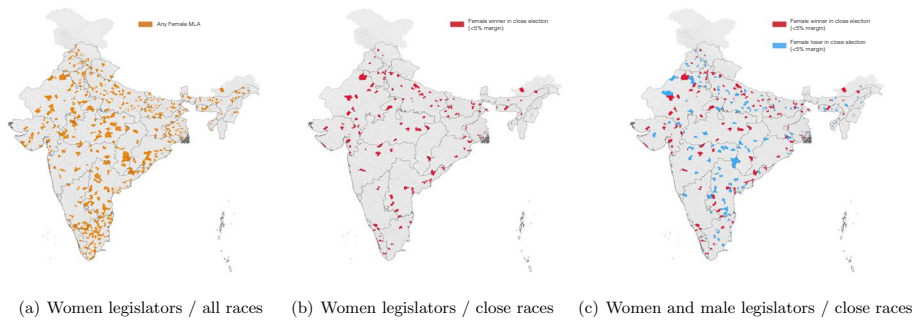 Any Female MLA
Female winner in close election
(<5% margin)
Female winner in close election
(<5% margin)
Female loser in close election
(<5% margin)
(a) Women legislators / all races
(b) Women legislators / close races
(c) Women and male legislators / close races